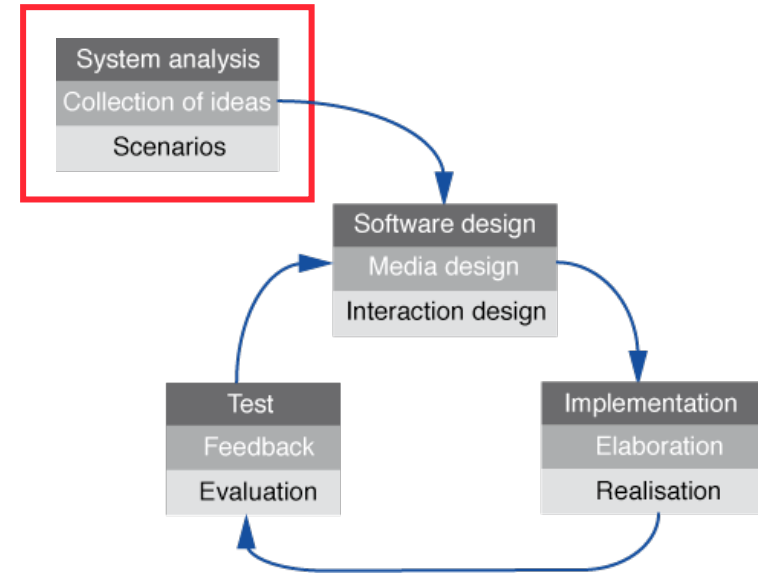 System analysis
Collection of ideas
Scenarios
Software design
Media design
Interaction design
Test
Feedback
Evaluation
Implementation
Elaboration
Realisation